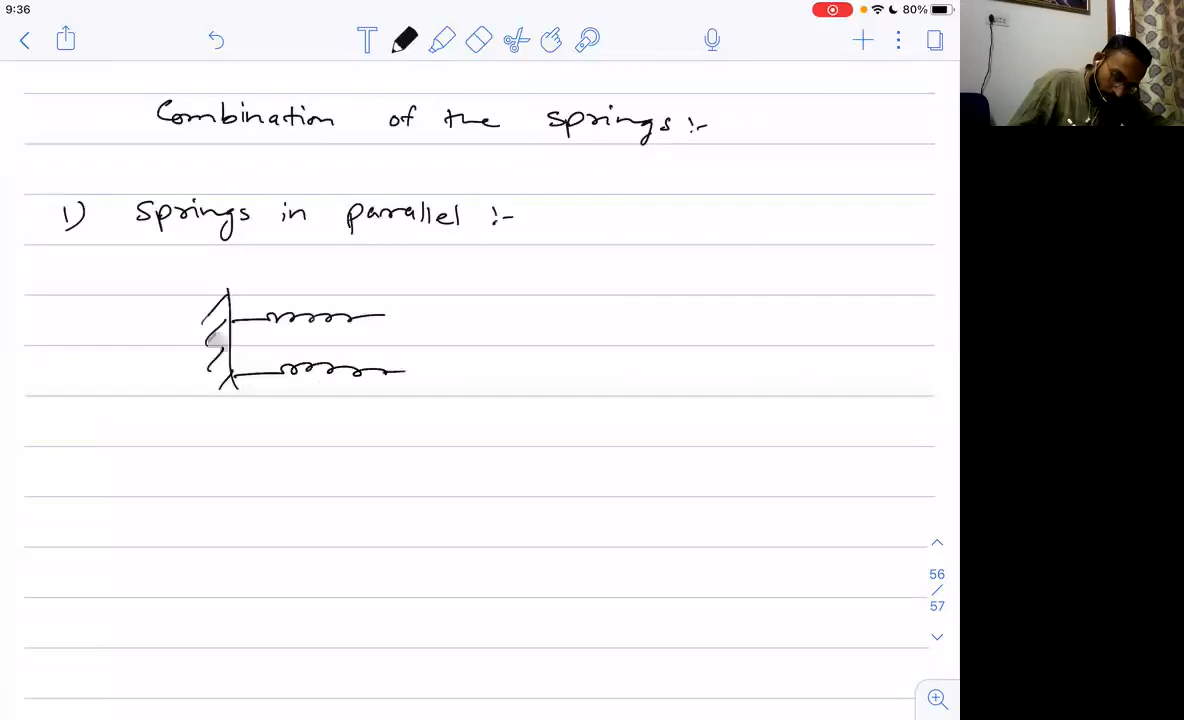 9:36
80%
T
Combination of the springs :-
1) Springs in parallel :-
56
57